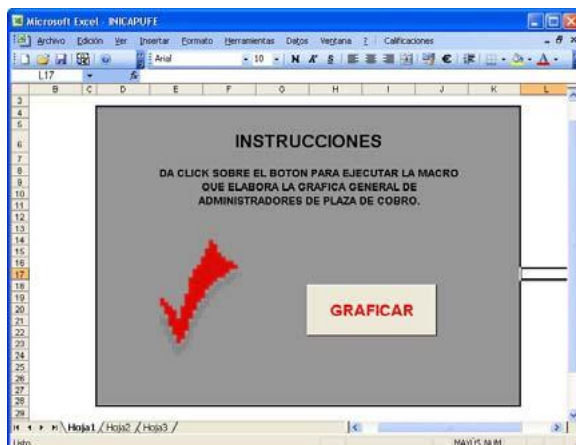 Microsoft Excel - INICAPUFE
Archivo Edición Ver Insertar Formato Herramientas Datos Ventana ? Calificaciones
Arial 10 N K S €
L17 fx
B C D E F G H I J K L
3
4
5
6
7
8
9
10
11
12
13
14
15
16
17
18
19
20
21
22
23
24
25
26
27
28
29
INSTRUCCIONES
DA CLICK SOBRE EL BOTON PARA EJECUTAR LA MACRO
QUE ELABORA LA GRAFICA GENERAL DE
ADMINISTRADORES DE PLAZA DE COBRO.
GRAFICAR
Hoja1 / Hoja2 / Hoja3 /
Listo MAYÚS NUM